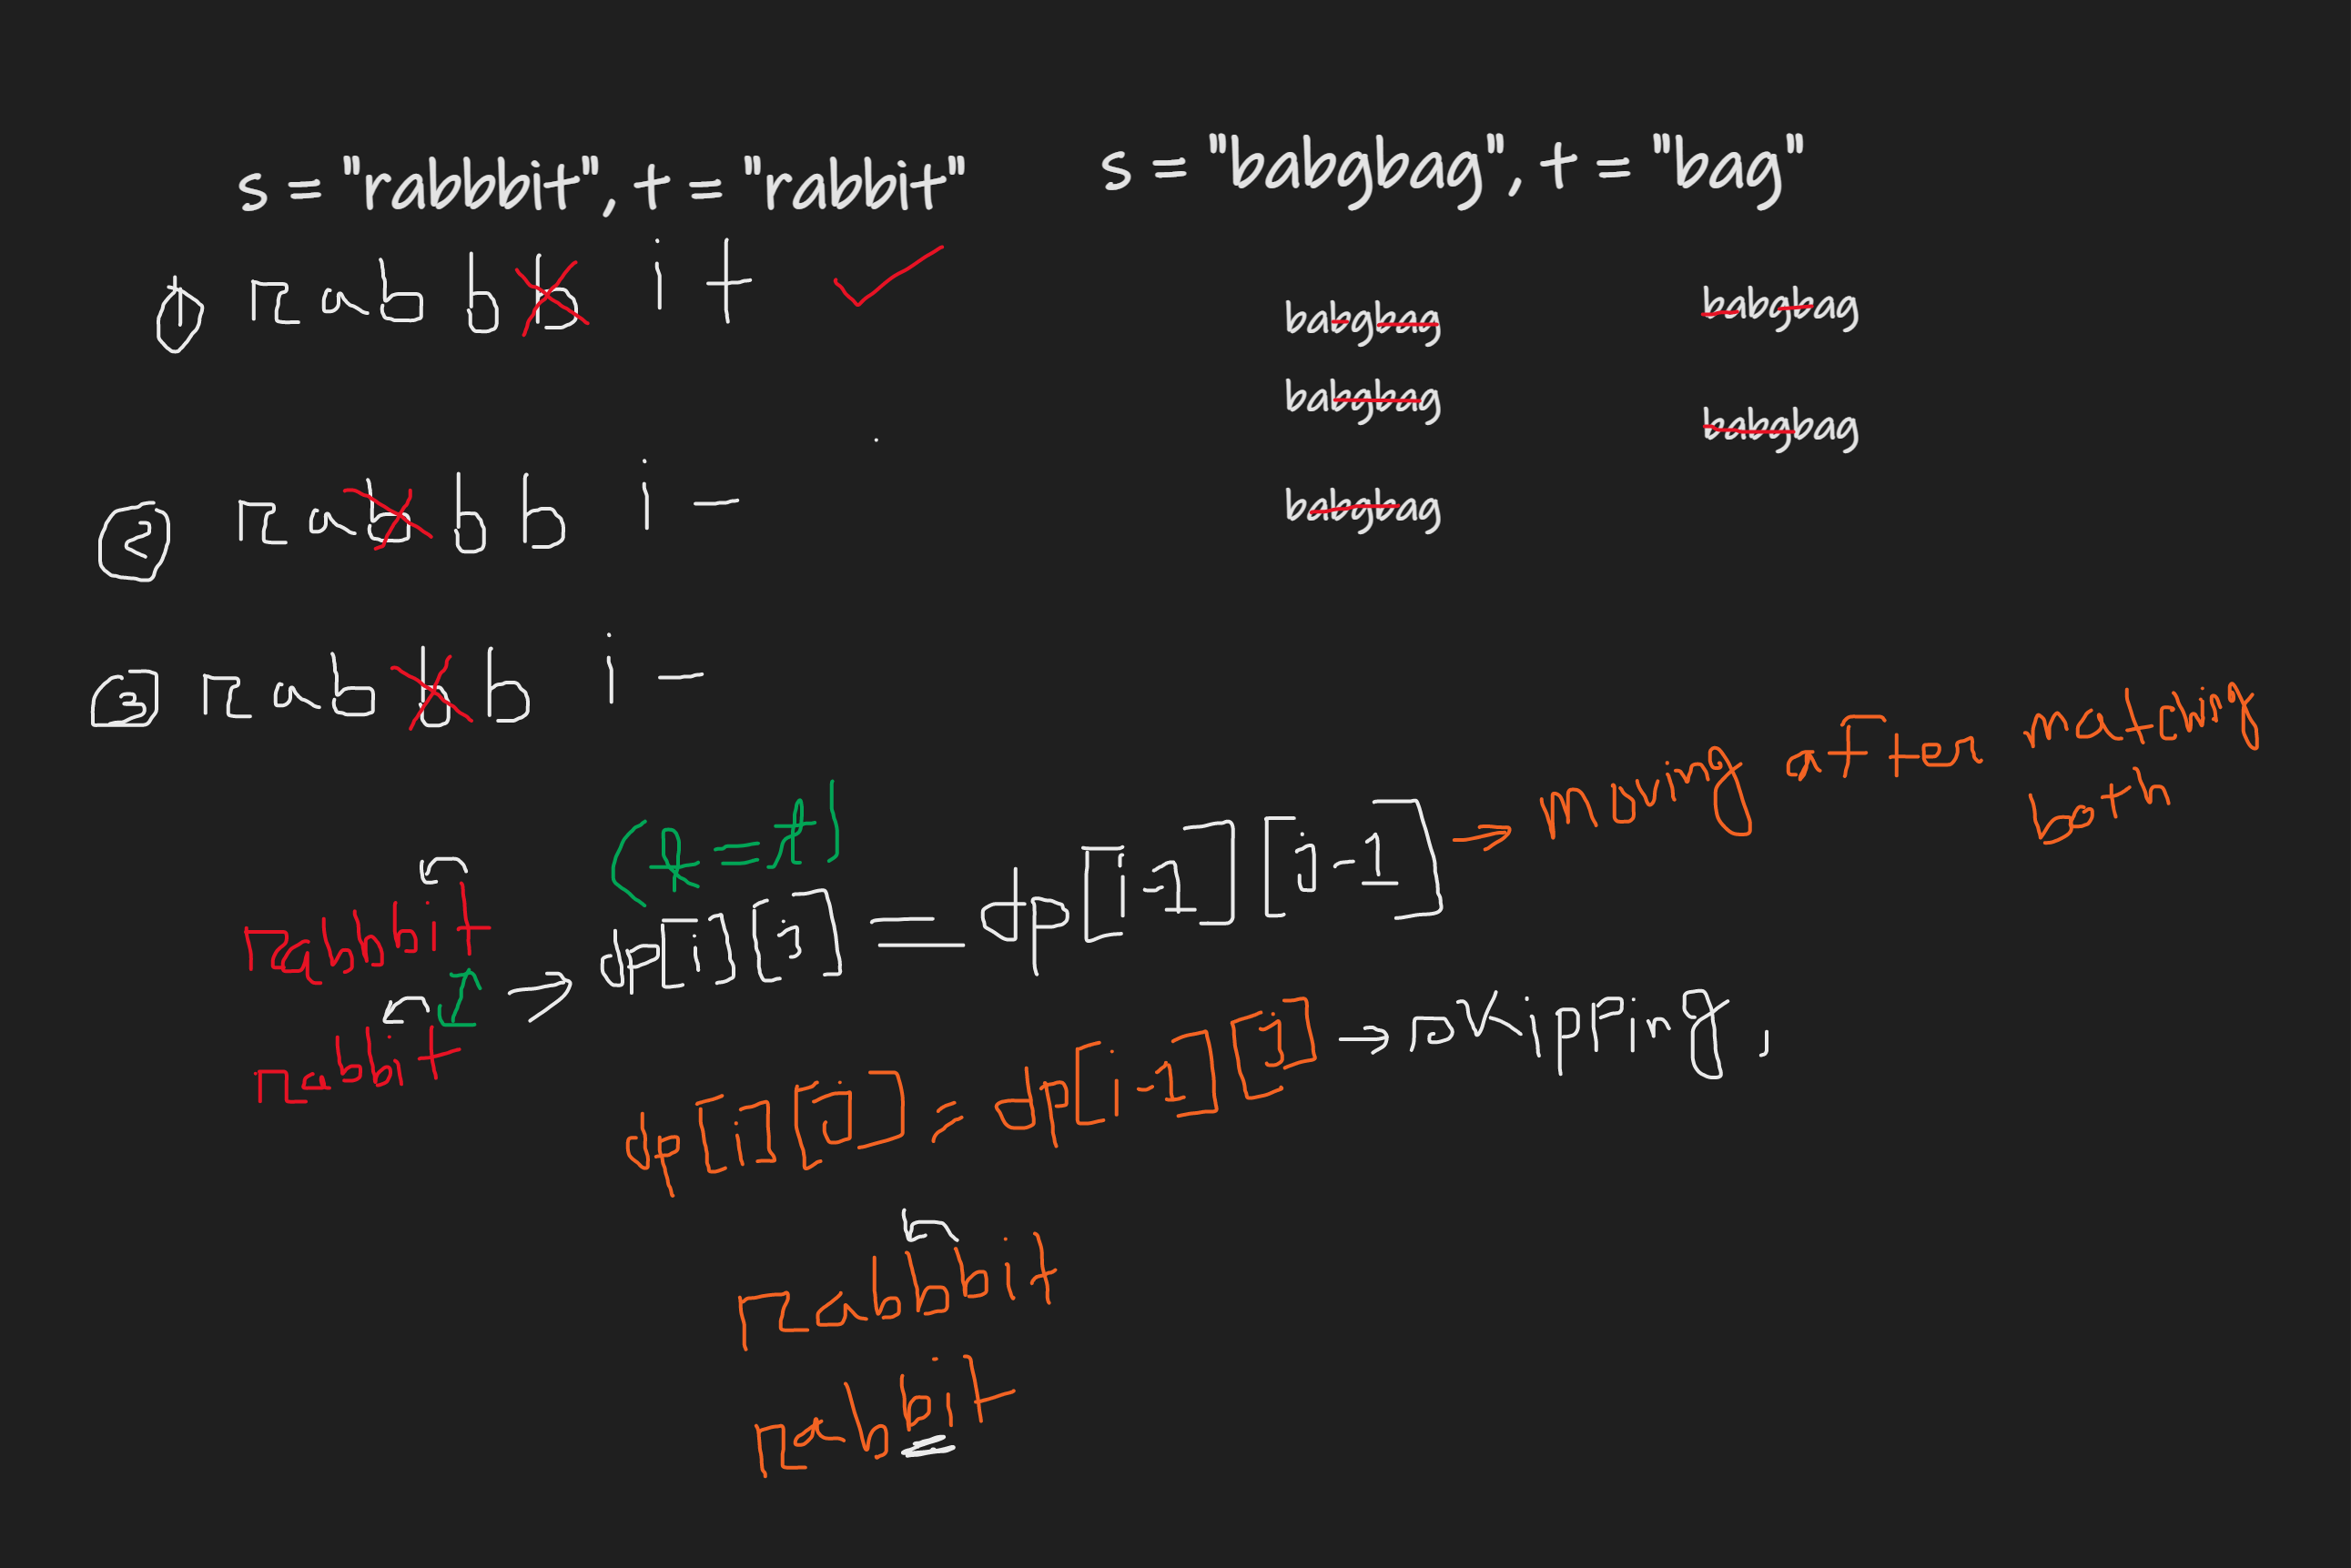 s = "rabbbit", t = "rabbit"
s = "babgbag", t = "bag"
1 r a b b b i t
babgbag
babgbag
babgbag
babgbag
babgbag
2 r a b b b i -
3 r a b b b i -
moving after matching
both
(t = t)
dp[i][j] = dp[i-1][j-1] →
rabbbit
rabbit
⇒
dp[i][j] = dp[i-1][j] → skipping,
rabbbit
rabbit